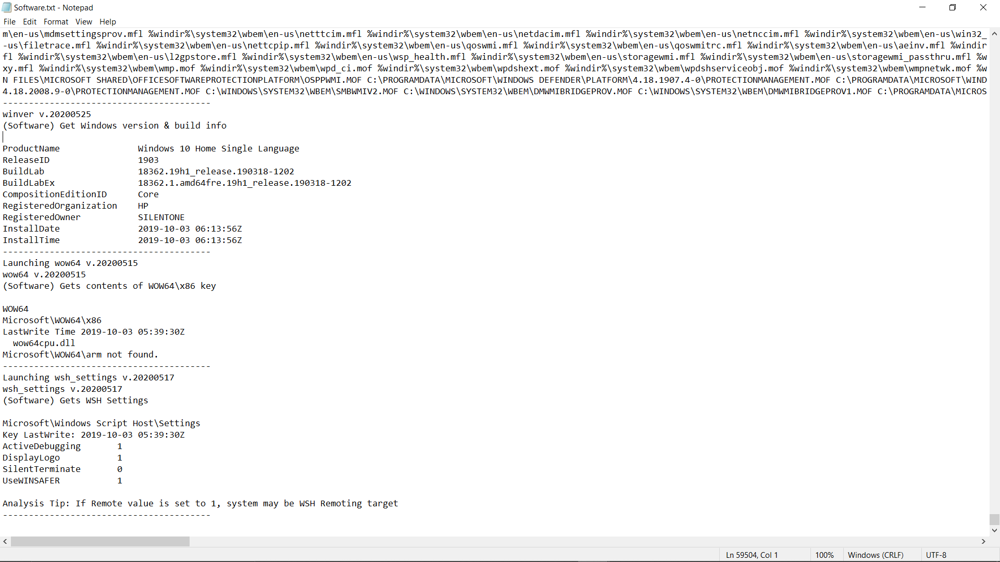 Software.txt - Notepad
File Edit Format View Help
m\en-us\mdmsettingsprov.mfl %windir%\system32\wbem\en-us\netttcim.mfl %windir%\system32\wbem\en-us\netdacim.mfl %windir%\system32\wbem\en-us\netnccim.mfl %windir%\system32\wbem\en-us\win32_
-us\filetrace.mfl %windir%\system32\wbem\en-us\nettcpip.mfl %windir%\system32\wbem\en-us\qoswmi.mfl %windir%\system32\wbem\en-us\qoswmitrc.mfl %windir%\system32\wbem\en-us\aeinv.mfl %windir
fl %windir%\system32\wbem\en-us\l2gpstore.mfl %windir%\system32\wbem\en-us\wsp_health.mfl %windir%\system32\wbem\en-us\storagewmi.mfl %windir%\system32\wbem\en-us\storagewmi_passthru.mfl %w
xy.mfl %windir%\system32\wbem\wmp.mof %windir%\system32\wbem\wpd_ci.mof %windir%\system32\wbem\wpdshext.mof %windir%\system32\wbem\wpdshserviceobj.mof %windir%\system32\wbem\wmpnetwk.mof %w
N FILES\MICROSOFT SHARED\OFFICESOFTWAREPROTECTIONPLATFORM\OSPPWMI.MOF C:\PROGRAMDATA\MICROSOFT\WINDOWS DEFENDER\PLATFORM\4.18.1907.4-0\PROTECTIONMANAGEMENT.MOF C:\PROGRAMDATA\MICROSOFT\WIND
4.18.2008.9-0\PROTECTIONMANAGEMENT.MOF C:\WINDOWS\SYSTEM32\WBEM\SMBWMIV2.MOF C:\WINDOWS\SYSTEM32\WBEM\DMWMIBRIDGEPROV.MOF C:\WINDOWS\SYSTEM32\WBEM\DMWMIBRIDGEPROV1.MOF C:\PROGRAMDATA\MICROS
----------------------------------------
winver v.20200525
(Software) Get Windows version & build info
ProductName Windows 10 Home Single Language
ReleaseID 1903
BuildLab 18362.19h1_release.190318-1202
BuildLabEx 18362.1.amd64fre.19h1_release.190318-1202
CompositionEditionID Core
RegisteredOrganization HP
RegisteredOwner SILENTONE
InstallDate 2019-10-03 06:13:56Z
InstallTime 2019-10-03 06:13:56Z
----------------------------------------
Launching wow64 v.20200515
wow64 v.20200515
(Software) Gets contents of WOW64\x86 key
WOW64
Microsoft\WOW64\x86
LastWrite Time 2019-10-03 05:39:30Z
wow64cpu.dll
Microsoft\WOW64\arm not found.
----------------------------------------
Launching wsh_settings v.20200517
wsh_settings v.20200517
(Software) Gets WSH Settings
Microsoft\Windows Script Host\Settings
Key LastWrite: 2019-10-03 05:39:30Z
ActiveDebugging 1
DisplayLogo 1
SilentTerminate 0
UseWINSAFER 1
Analysis Tip: If Remote value is set to 1, system may be WSH Remoting target
----------------------------------------
Ln 59504, Col 1 100% Windows (CRLF) UTF-8